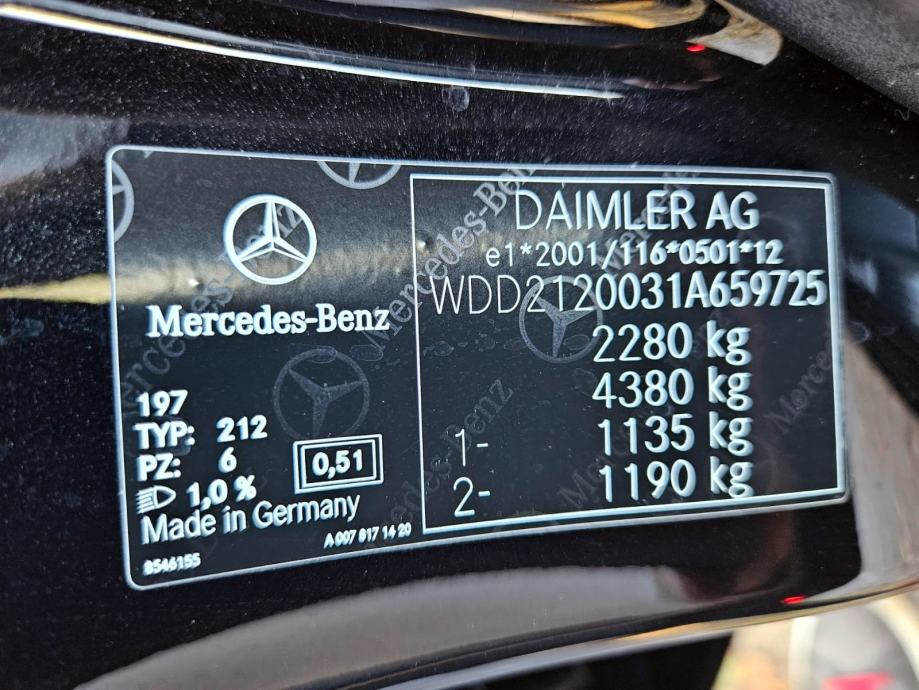 Mercedes-Benz
197
TYP: 212
PZ: 6
0,51
1,0 %
Made in Germany
A 007 817 14 20
8546155
DAIMLER AG
e1*2001/116*0501*12
WDD2120031A659725
2280 kg
4380 kg
1- 1135 kg
2- 1190 kg